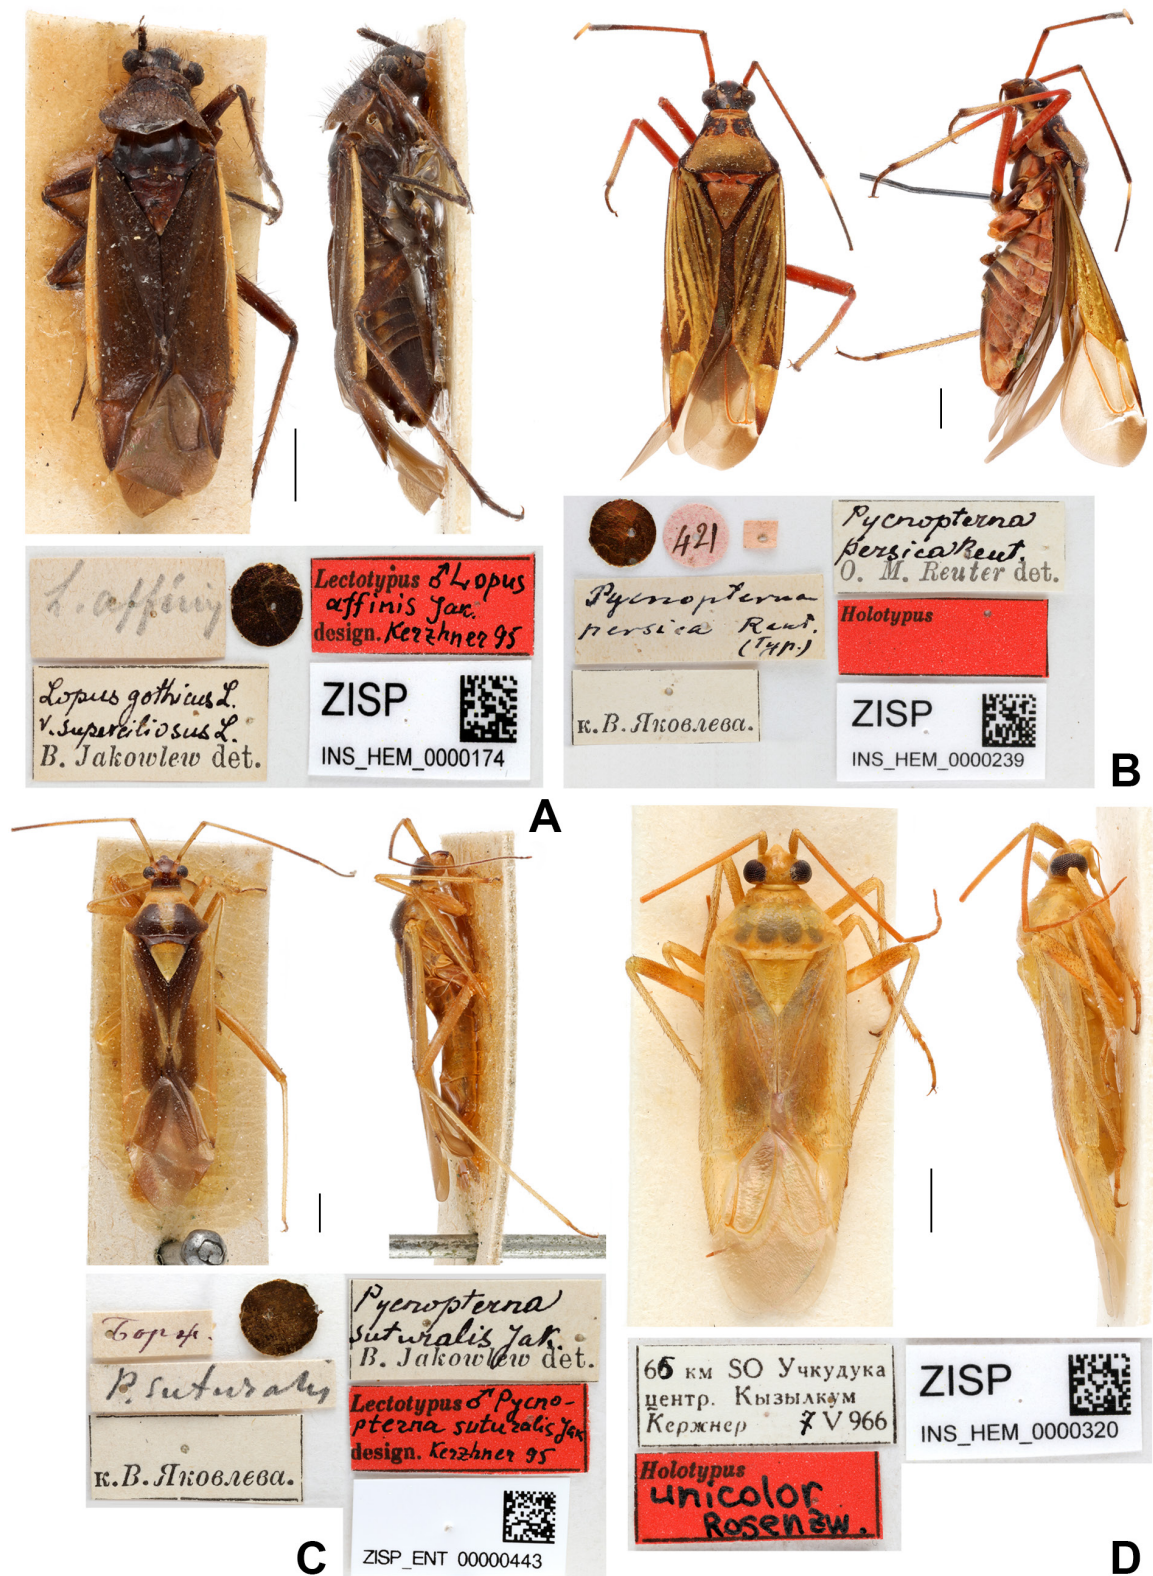 L. affinis
Lectotypus ♂ Lopus
affinis Jak.
design. Kerzhner 95
Lopus gothicus L.
v. superciliosus L.
B. Jakowlew det.
ZISP
INS_HEM_0000174
A
421
Pycnopterna
persica Reut.
O. M. Reuter det.
Pycnopterna
persica Reut.
(Typ.)
Holotypus
к. В. Яковлева.
ZISP
INS_HEM_0000239
B
Борж.
P. suturalis
к. В. Яковлева.
Pycnopterna
suturalis Jak.
B. Jakowlew det.
Lectotypus ♂ Pycno-
pterna suturalis Jak
design. Kerzhner 95
ZISP_ENT 00000443
C
65 км SO Учкудука
центр. Кызылкум
Кержнер 7 V 966
Holotypus
unicolor
Rosenzw.
ZISP
INS_HEM_0000320
D